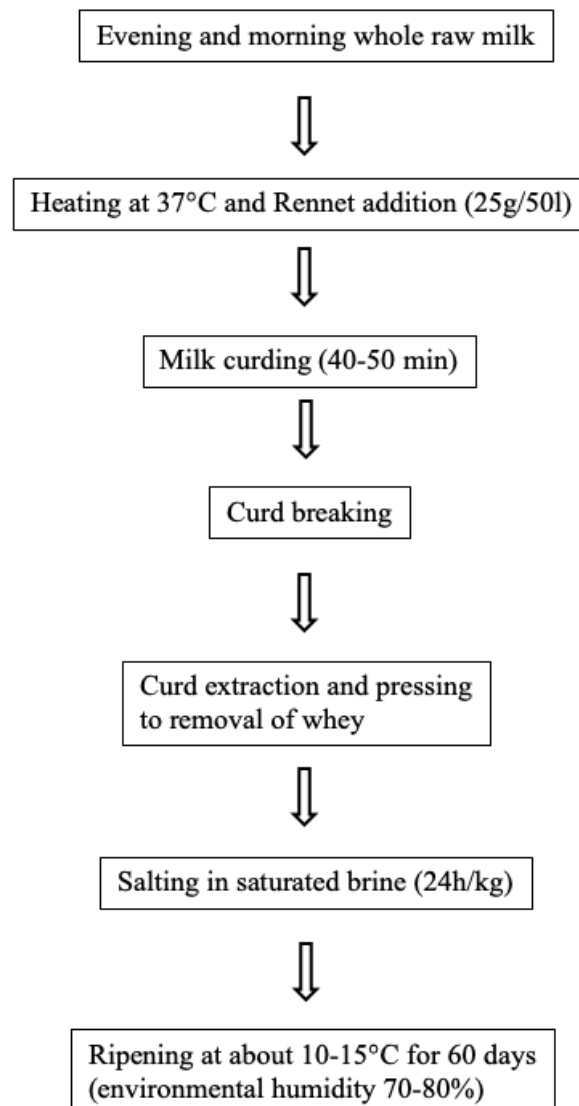 Evening and morning whole raw milk
Heating at 37°C and Rennet addition (25g/50l)
Milk curding (40-50 min)
Curd breaking
Curd extraction and pressing
to removal of whey
Salting in saturated brine (24h/kg)
Ripening at about 10-15°C for 60 days
(environmental humidity 70-80%)